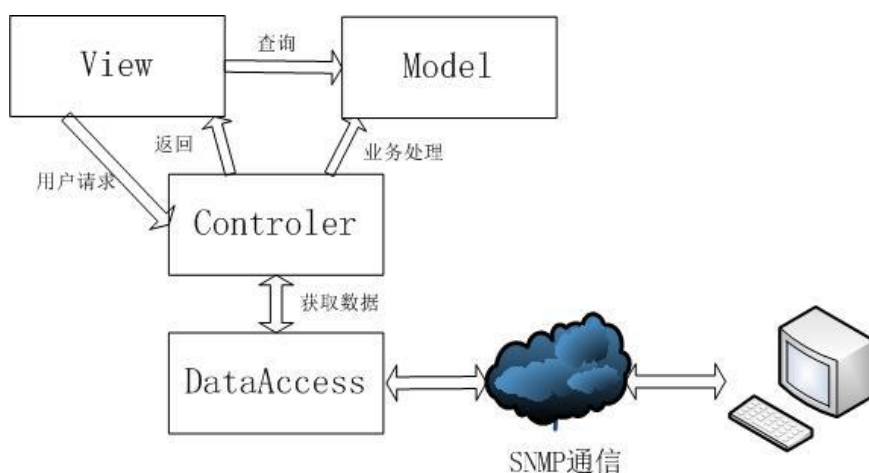 View
查询
Model
返回
业务处理
用户请求
Controler
获取数据
DataAccess
SNMP通信